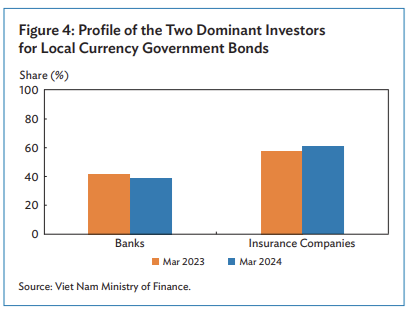 Figure 4: Profile of the Two Dominant Investors
for Local Currency Government Bonds
Share (%)
100
80
60
40
20
0
Banks
Insurance Companies
Mar 2023
Mar 2024
Source: Viet Nam Ministry of Finance.